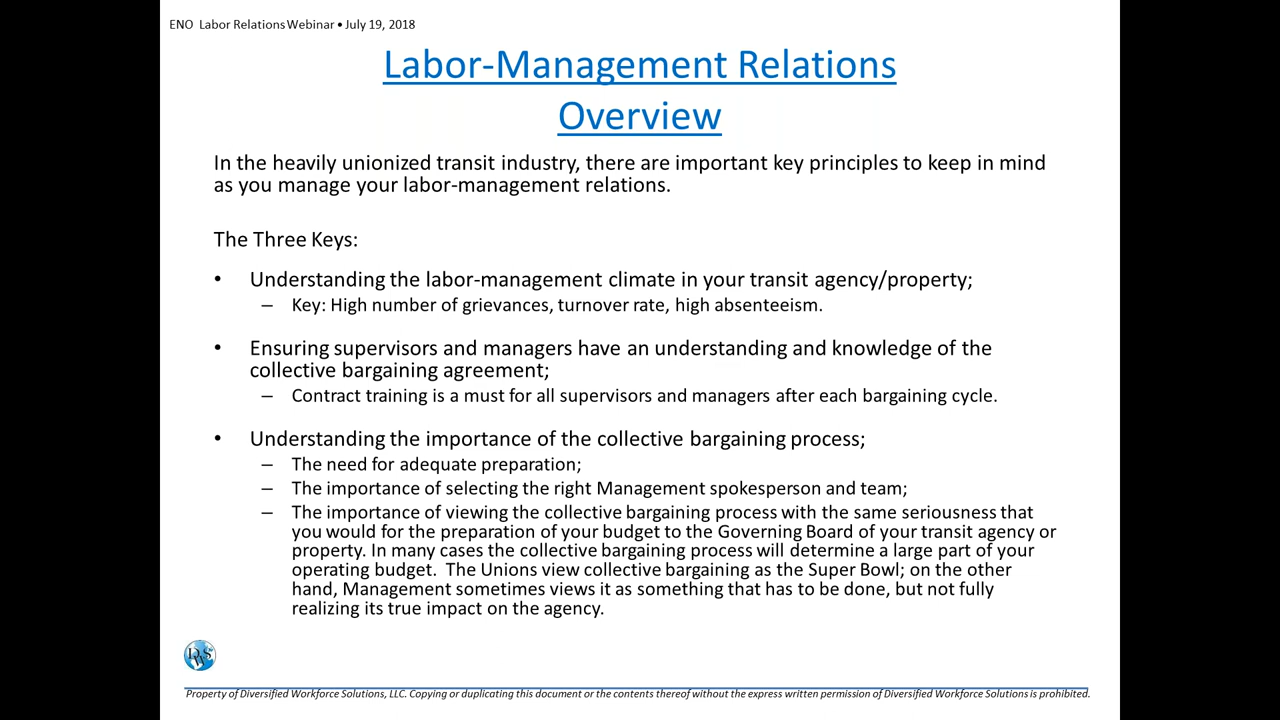 ENO Labor Relations Webinar • July 19, 2018
Labor-Management Relations
Overview
In the heavily unionized transit industry, there are important key principles to keep in mind
as you manage your labor-management relations.
The Three Keys:
• Understanding the labor-management climate in your transit agency/property;
– Key: High number of grievances, turnover rate, high absenteeism.
• Ensuring supervisors and managers have an understanding and knowledge of the
collective bargaining agreement;
– Contract training is a must for all supervisors and managers after each bargaining cycle.
• Understanding the importance of the collective bargaining process;
– The need for adequate preparation;
– The importance of selecting the right Management spokesperson and team;
– The importance of viewing the collective bargaining process with the same seriousness that
you would for the preparation of your budget to the Governing Board of your transit agency or
property. In many cases the collective bargaining process will determine a large part of your
operating budget. The Unions view collective bargaining as the Super Bowl; on the other
hand, Management sometimes views it as something that has to be done, but not fully
realizing its true impact on the agency.
DWS
Property of Diversified Workforce Solutions, LLC. Copying or duplicating this document or the contents thereof without the express written permission of Diversified Workforce Solutions is prohibited.